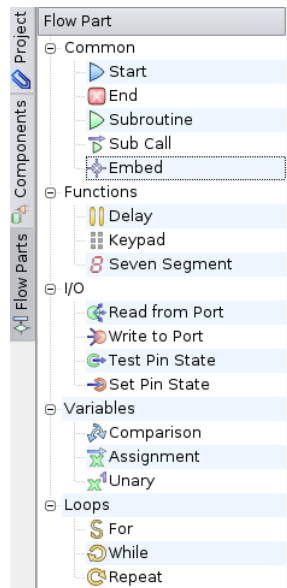 Project
Components
Flow Parts
Flow Part
Common
Start
End
Subroutine
Sub Call
Embed
Functions
Delay
Keypad
Seven Segment
I/O
Read from Port
Write to Port
Test Pin State
Set Pin State
Variables
Comparison
Assignment
Unary
Loops
For
While
Repeat